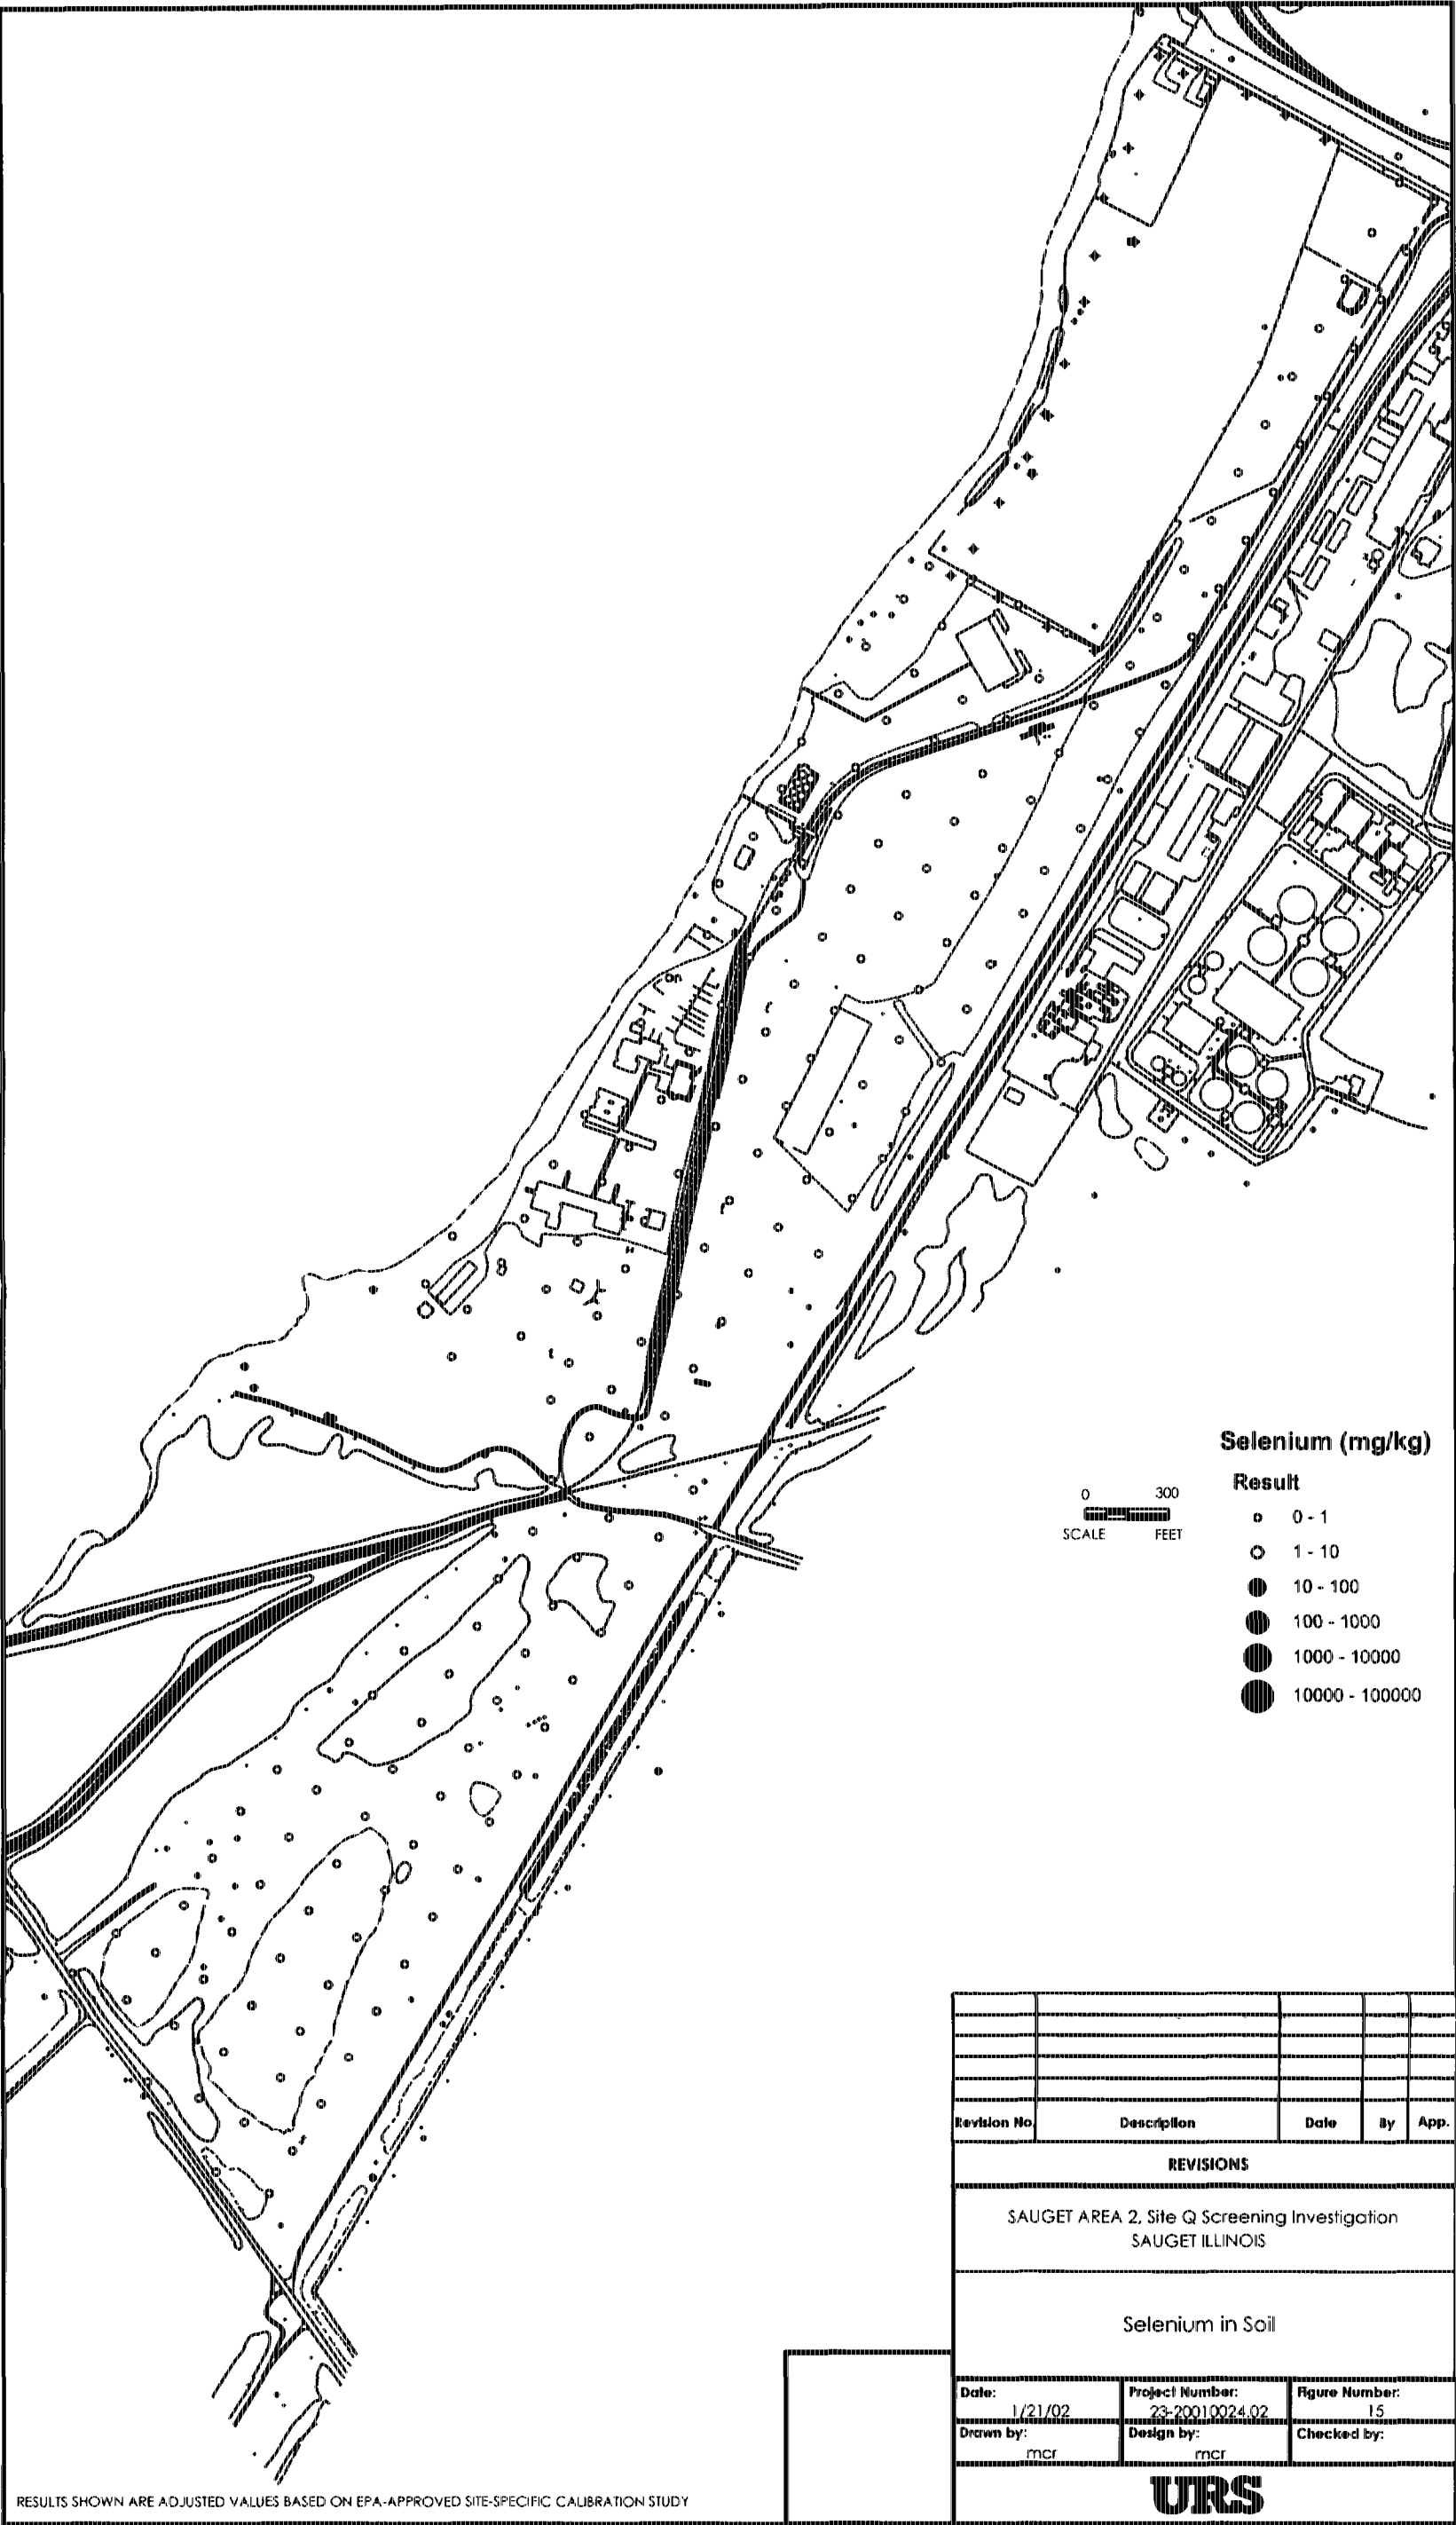 Selenium (mg/kg)
Result
0 - 1
1 - 10
10 - 100
100 - 1000
1000 - 10000
10000 - 100000
0 300
SCALE FEET
Revision No. Description Date By App.
REVISIONS
SAUGET AREA 2, Site Q Screening Investigation
SAUGET ILLINOIS
Selenium in Soil
Date: Project Number: Figure Number:
1/21/02 23-20010024.02 15
Drawn by: Design by: Checked by:
mcr mcr
URS
RESULTS SHOWN ARE ADJUSTED VALUES BASED ON EPA-APPROVED SITE-SPECIFIC CALIBRATION STUDY